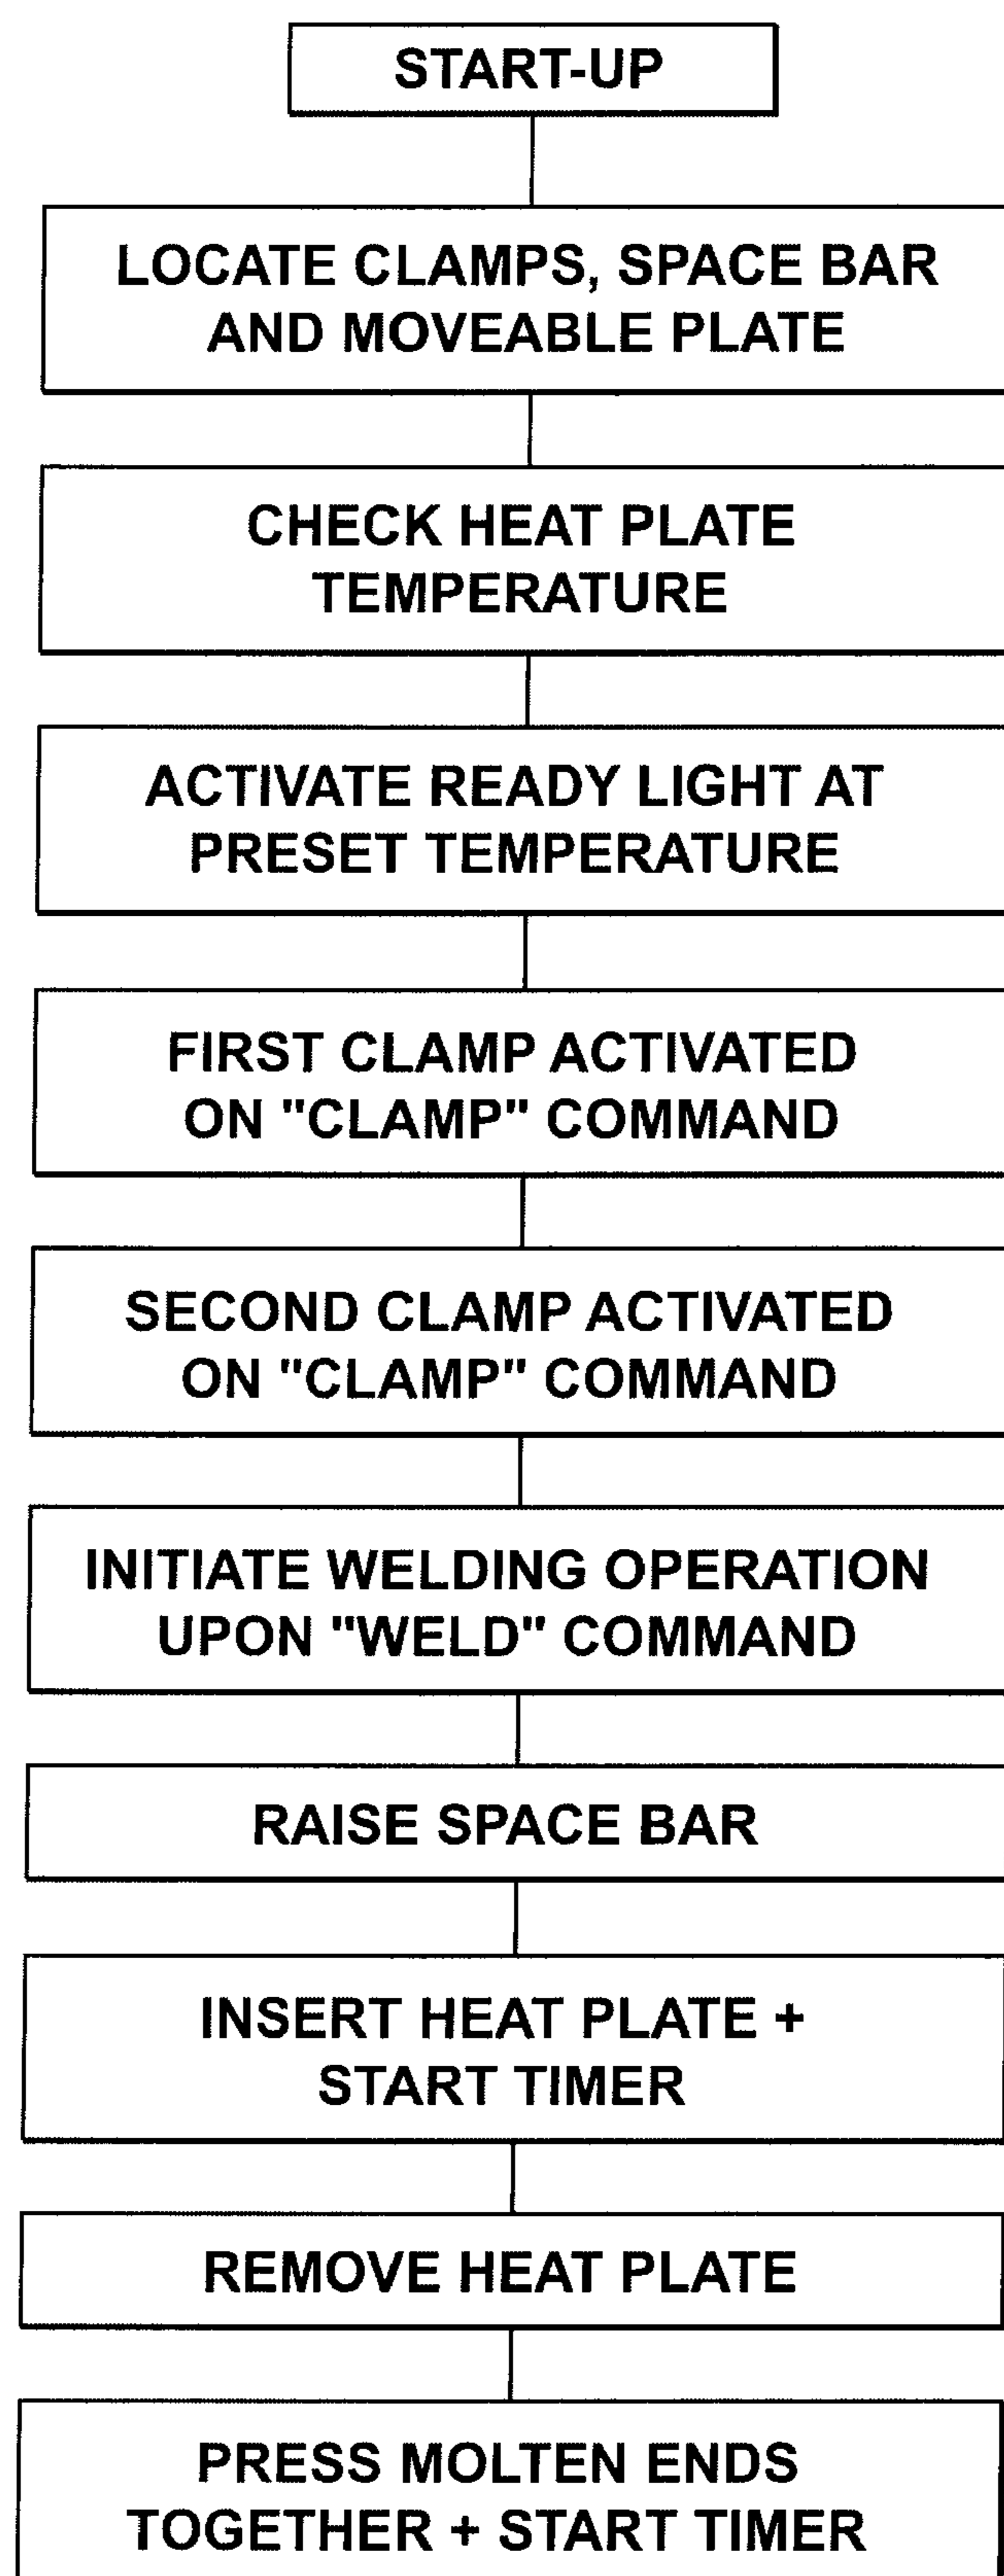 START-UP
LOCATE CLAMPS, SPACE BAR
AND MOVEABLE PLATE
CHECK HEAT PLATE
TEMPERATURE
ACTIVATE READY LIGHT AT
PRESET TEMPERATURE
FIRST CLAMP ACTIVATED
ON "CLAMP" COMMAND
SECOND CLAMP ACTIVATED
ON "CLAMP" COMMAND
INITIATE WELDING OPERATION
UPON "WELD" COMMAND
RAISE SPACE BAR
INSERT HEAT PLATE +
START TIMER
REMOVE HEAT PLATE
PRESS MOLTEN ENDS
TOGETHER + START TIMER